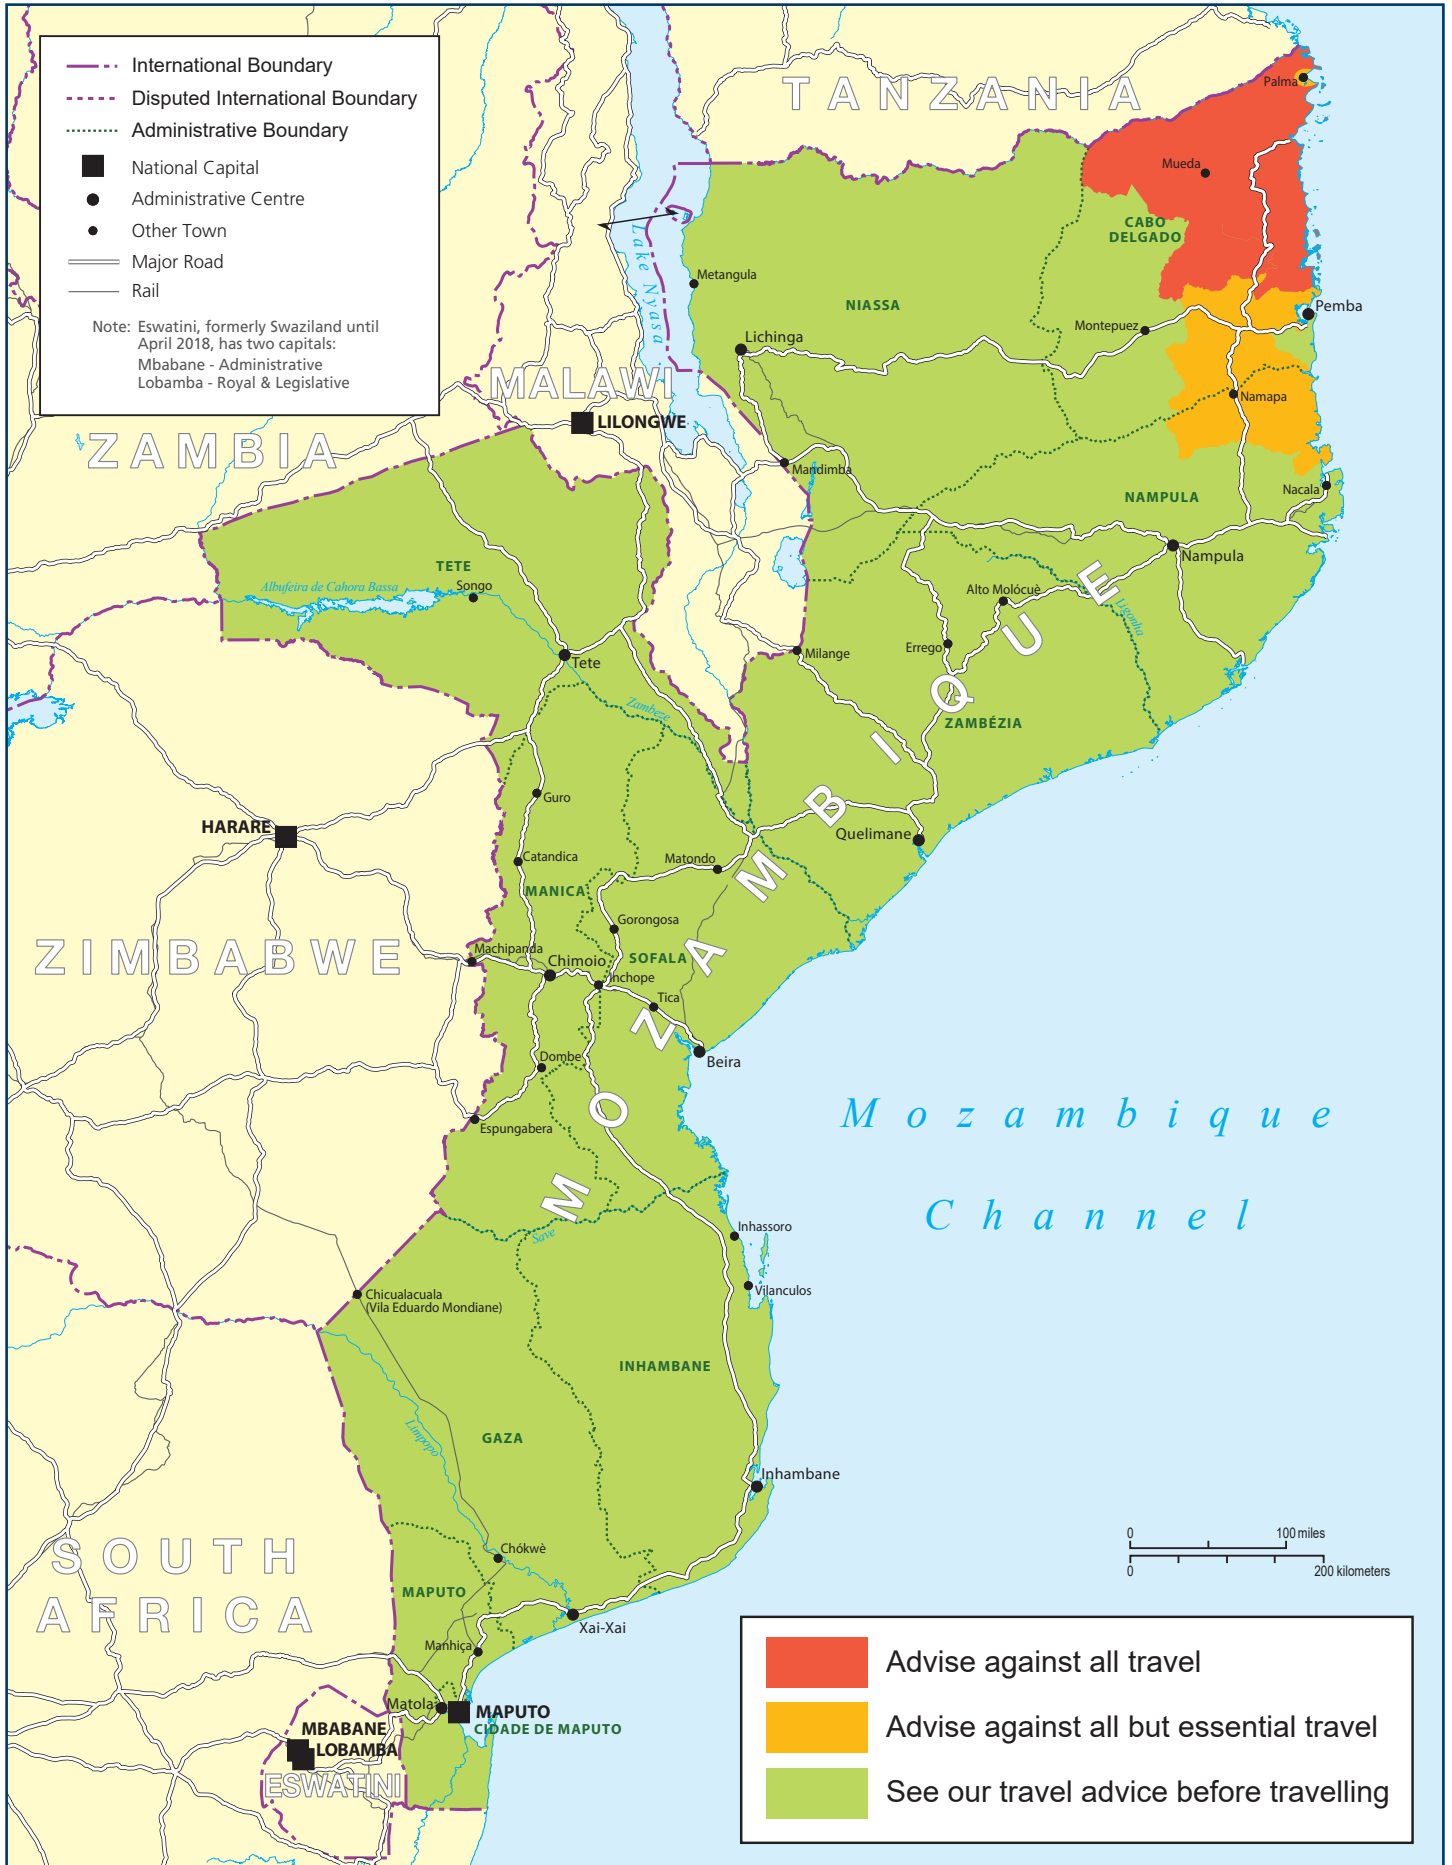 International Boundary
Disputed International Boundary
Administrative Boundary
National Capital
Administrative Centre
Other Town
Major Road
Rail
Note: Eswatini, formerly Swaziland until
April 2018, has two capitals:
Mbabane - Administrative
Lobamba - Royal & Legislative
TANZANIA
Palma
Mueda
CABO
DELGADO
Lake Nyasa
Metangula
NIASSA
Pemba
Montepuez
Lichinga
MALAWI
LILONGWE
Namapa
ZAMBIA
Mandimba
Nacala
NAMPULA
Nampula
TETE
Albufeira de Cahora Bassa
Songo
Alto Molócuè
Ligonha
Errego
Milange
Tete
Zambeze
ZAMBÉZIA
MOZAMBIQUE
Guro
HARARE
Quelimane
Catandica
Matondo
MANICA
Gorongosa
ZIMBABWE
Machipanda
SOFALA
Chimoio
Inchope
Tica
Dombe
Beira
Mozambique
Channel
Espungabera
Save
Inhassoro
Vilanculos
Chicualacuala
(Vila Eduardo Mondiane)
INHAMBANE
Limpopo
GAZA
Inhambane
0 100 miles
0 200 kilometers
SOUTH
AFRICA
Chókwè
MAPUTO
Xai-Xai
Manhiça
Matola
MAPUTO
CIDADE DE MAPUTO
MBABANE
LOBAMBA
ESWATINI
Advise against all travel
Advise against all but essential travel
See our travel advice before travelling